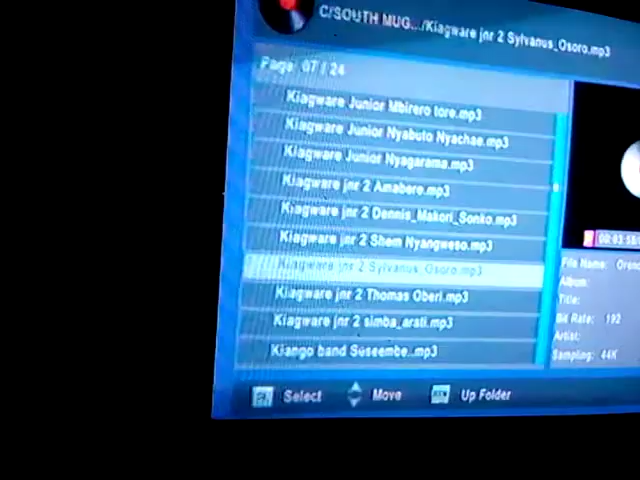 C/SOUTH MUG.../Kiagware jnr 2 Sylvanus_Osoro.mp3
Page 07 / 24
Kiagware Junior Mbirero tore.mp3
Kiagware Junior Nyabuto Nyachae.mp3
Kiagware Junior Nyagarama.mp3
Kiagware jnr 2 Amabere.mp3
Kiagware jnr 2 Dennis_Makori_Sonko.mp3
Kiagware jnr 2 Shem Nyangweso.mp3
Kiagware jnr 2 Sylvanus_Osoro.mp3
Kiagware jnr 2 Thomas Oberi.mp3
Kiagware jnr 2 simba_arati.mp3
Kiango band Suseembe..mp3
00:03:55
File Name:
Album:
Title:
Bit Rate: 192
Artist:
Sampling: 44K
Select Move Up Folder